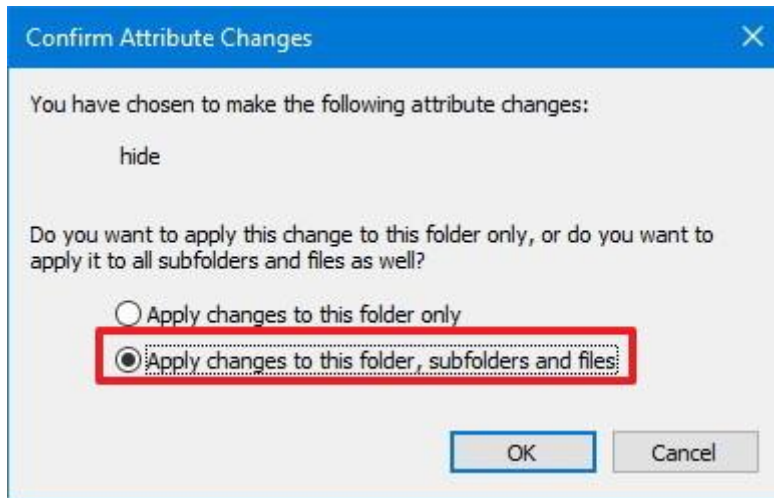 Confirm Attribute Changes
You have chosen to make the following attribute changes:
hide
Do you want to apply this change to this folder only, or do you want to
apply it to all subfolders and files as well?
Apply changes to this folder only
Apply changes to this folder, subfolders and files
OK Cancel